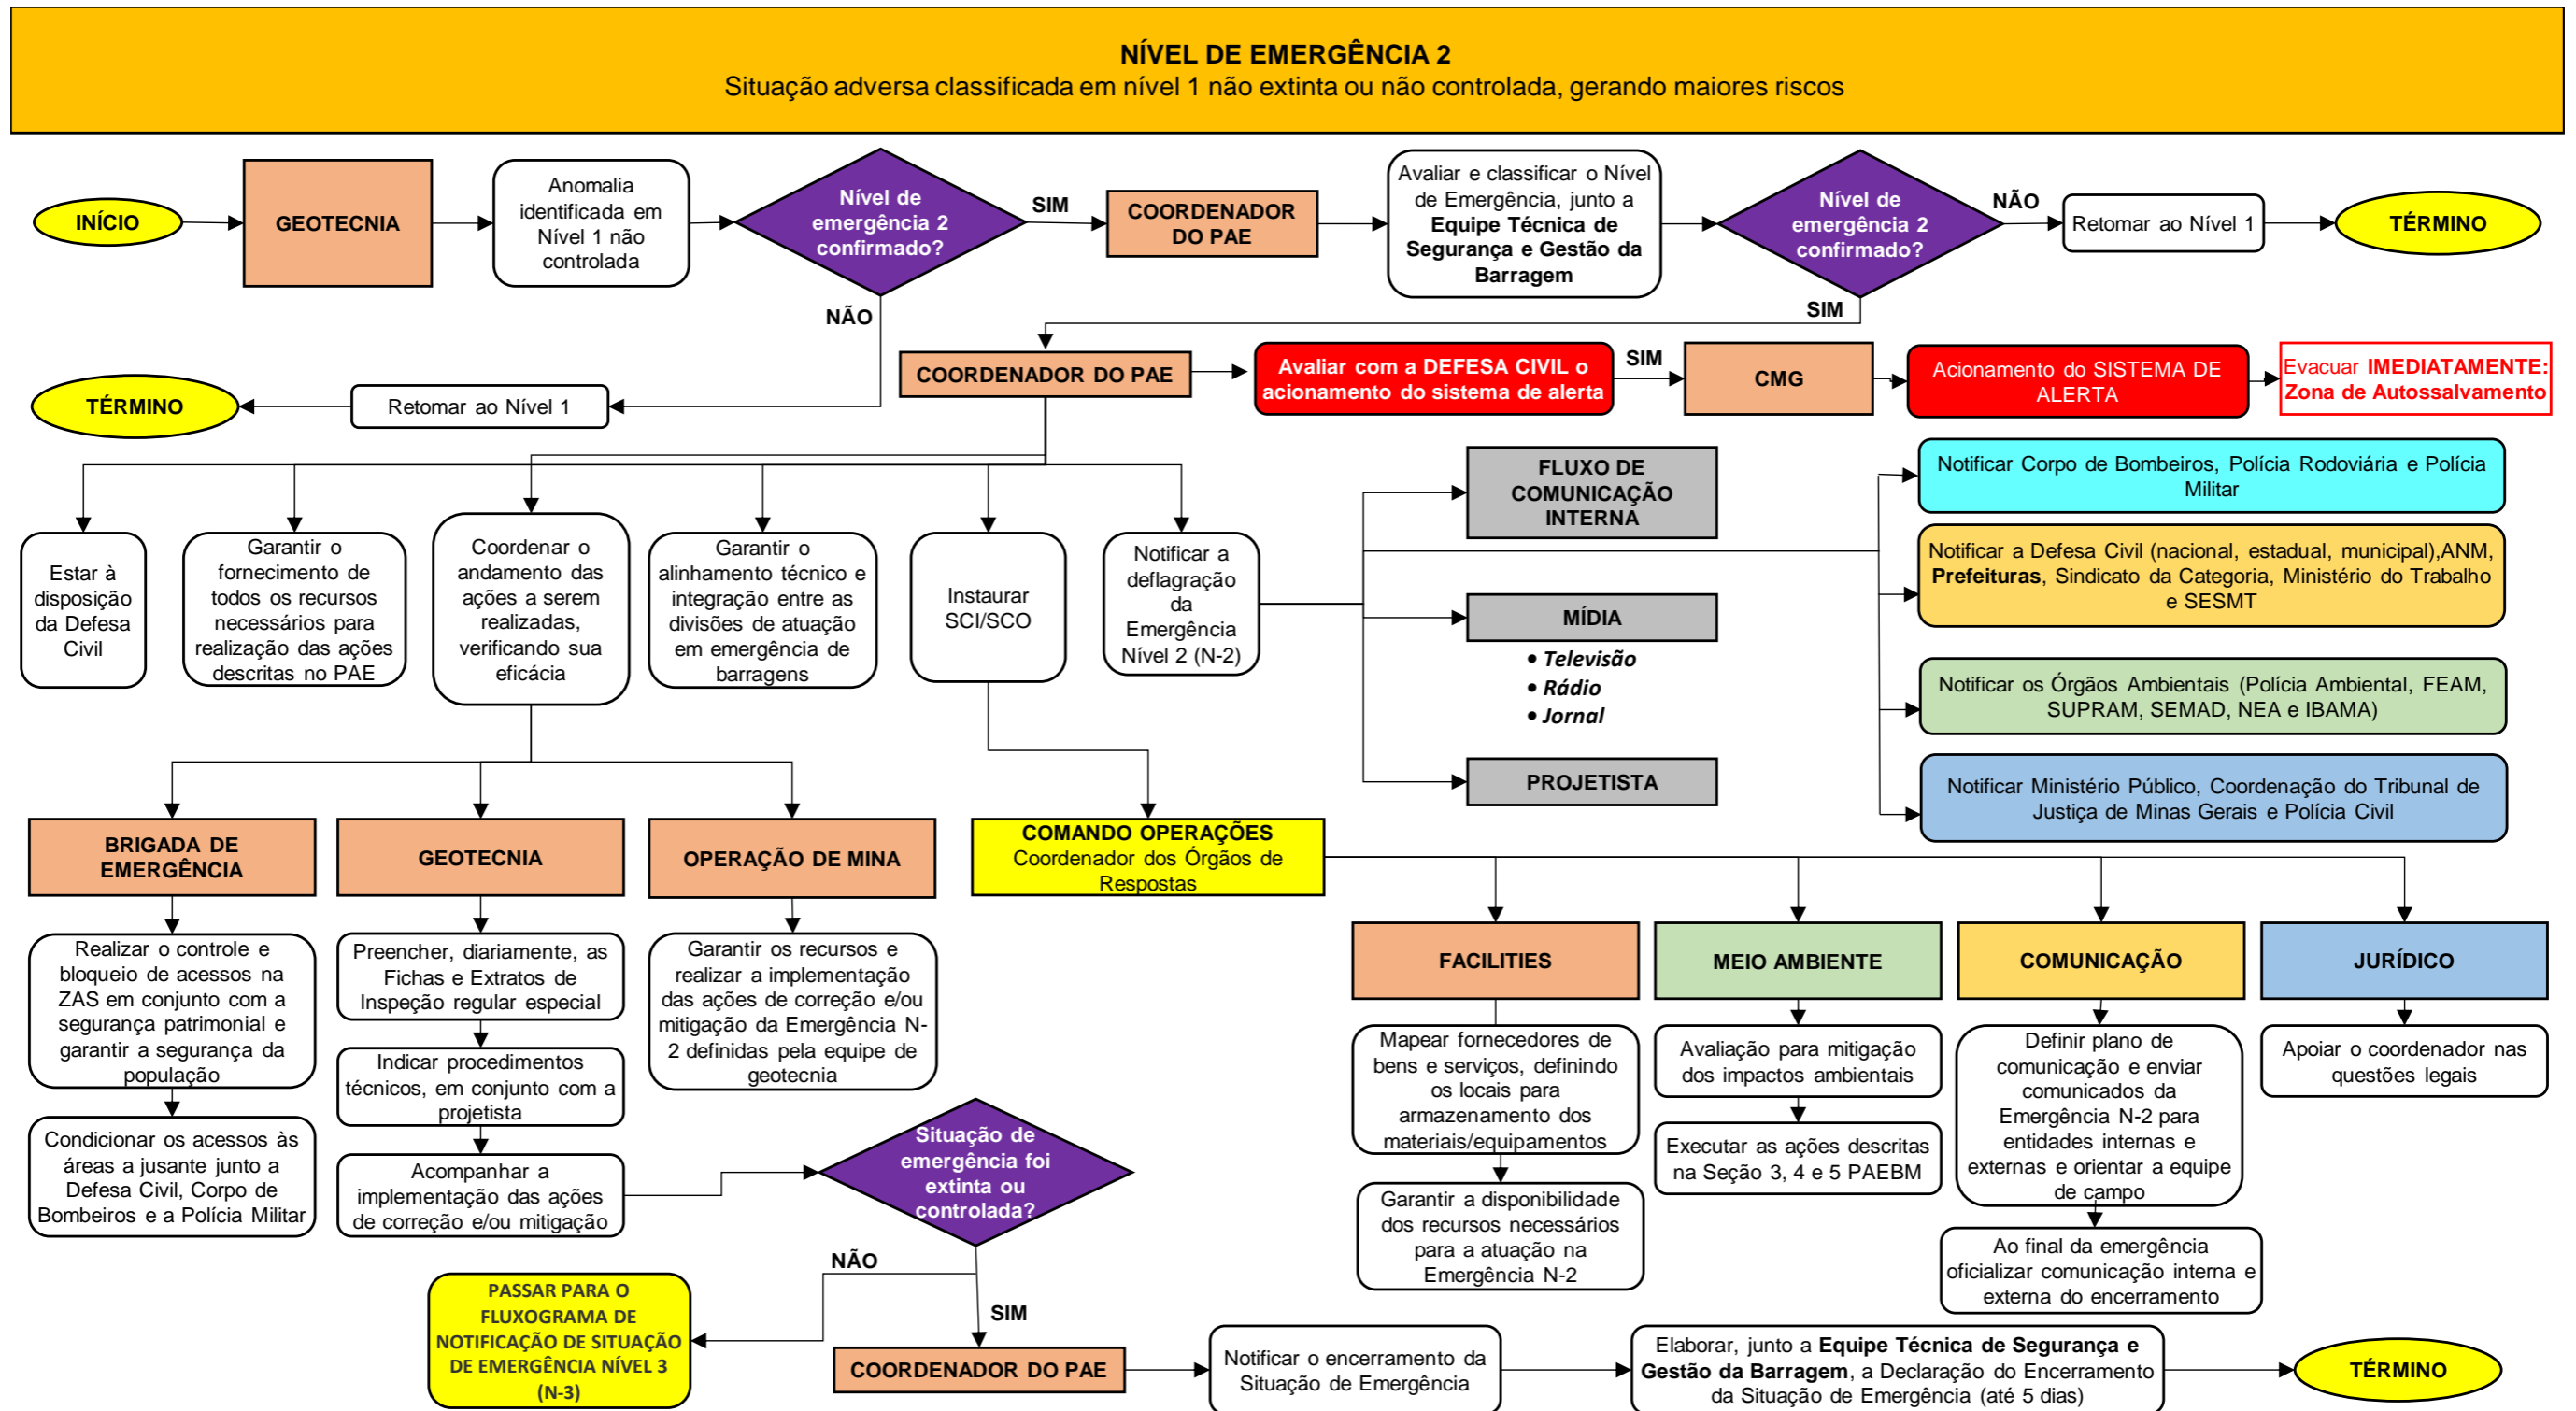 NÍVEL DE EMERGÊNCIA 2
Situação adversa classificada em nível 1 não extinta ou não controlada, gerando maiores riscos
INÍCIO
GEOTECNIA
Anomalia
identificada em
Nível 1 não
controlada
Nível de
emergência 2
confirmado?
SIM
NÃO
COORDENADOR
DO PAE
Avaliar e classificar o Nível
de Emergência, junto a
Equipe Técnica de
Segurança e Gestão da
Barragem
Nível de
emergência 2
confirmado?
NÃO
SIM
Retomar ao Nível 1
TÉRMINO
TÉRMINO
Retomar ao Nível 1
COORDENADOR DO PAE
Avaliar com a DEFESA CIVIL o
acionamento do sistema de alerta
SIM
CMG
Acionamento do SISTEMA DE
ALERTA
Evacuar IMEDIATAMENTE:
Zona de Autossalvamento
Estar à
disposição
da Defesa
Civil
Garantir o
fornecimento de
todos os recursos
necessários para
realização das ações
descritas no PAE
Coordenar o
andamento das
ações a serem
realizadas,
verificando sua
eficácia
Garantir o
alinhamento técnico e
integração entre as
divisões de atuação
em emergência de
barragens
Instaurar
SCI/SCO
Notificar a
deflagração
da
Emergência
Nível 2 (N-2)
FLUXO DE
COMUNICAÇÃO
INTERNA
MÍDIA
• Televisão
• Rádio
• Jornal
PROJETISTA
Notificar Corpo de Bombeiros, Polícia Rodoviária e Polícia
Militar
Notificar a Defesa Civil (nacional, estadual, municipal),ANM,
Prefeituras, Sindicato da Categoria, Ministério do Trabalho
e SESMT
Notificar os Órgãos Ambientais (Polícia Ambiental, FEAM,
SUPRAM, SEMAD, NEA e IBAMA)
Notificar Ministério Público, Coordenação do Tribunal de
Justiça de Minas Gerais e Polícia Civil
BRIGADA DE
EMERGÊNCIA
GEOTECNIA
OPERAÇÃO DE MINA
COMANDO OPERAÇÕES
Coordenador dos Órgãos de
Respostas
Realizar o controle e
bloqueio de acessos na
ZAS em conjunto com a
segurança patrimonial e
garantir a segurança da
população
Condicionar os acessos às
áreas a jusante junto a
Defesa Civil, Corpo de
Bombeiros e a Polícia Militar
Preencher, diariamente, as
Fichas e Extratos de
Inspeção regular especial
Indicar procedimentos
técnicos, em conjunto com a
projetista
Acompanhar a
implementação das ações
de correção e/ou mitigação
Garantir os recursos e
realizar a implementação
das ações de correção e/ou
mitigação da Emergência N-
2 definidas pela equipe de
geotecnia
FACILITIES
MEIO AMBIENTE
COMUNICAÇÃO
JURÍDICO
Mapear fornecedores de
bens e serviços, definindo
os locais para
armazenamento dos
materiais/equipamentos
Garantir a disponibilidade
dos recursos necessários
para a atuação na
Emergência N-2
Avaliação para mitigação
dos impactos ambientais
Executar as ações descritas
na Seção 3, 4 e 5 PAEBM
Definir plano de
comunicação e enviar
comunicados da
Emergência N-2 para
entidades internas e
externas e orientar a equipe
de campo
Ao final da emergência
oficializar comunicação interna e
externa do encerramento
Apoiar o coordenador nas
questões legais
Situação de
emergência foi
extinta ou
controlada?
NÃO
SIM
PASSAR PARA O
FLUXOGRAMA DE
NOTIFICAÇÃO DE SITUAÇÃO
DE EMERGÊNCIA NÍVEL 3
(N-3)
COORDENADOR DO PAE
Notificar o encerramento da
Situação de Emergência
Elaborar, junto a Equipe Técnica de Segurança e
Gestão da Barragem, a Declaração do Encerramento
da Situação de Emergência (até 5 dias)
TÉRMINO